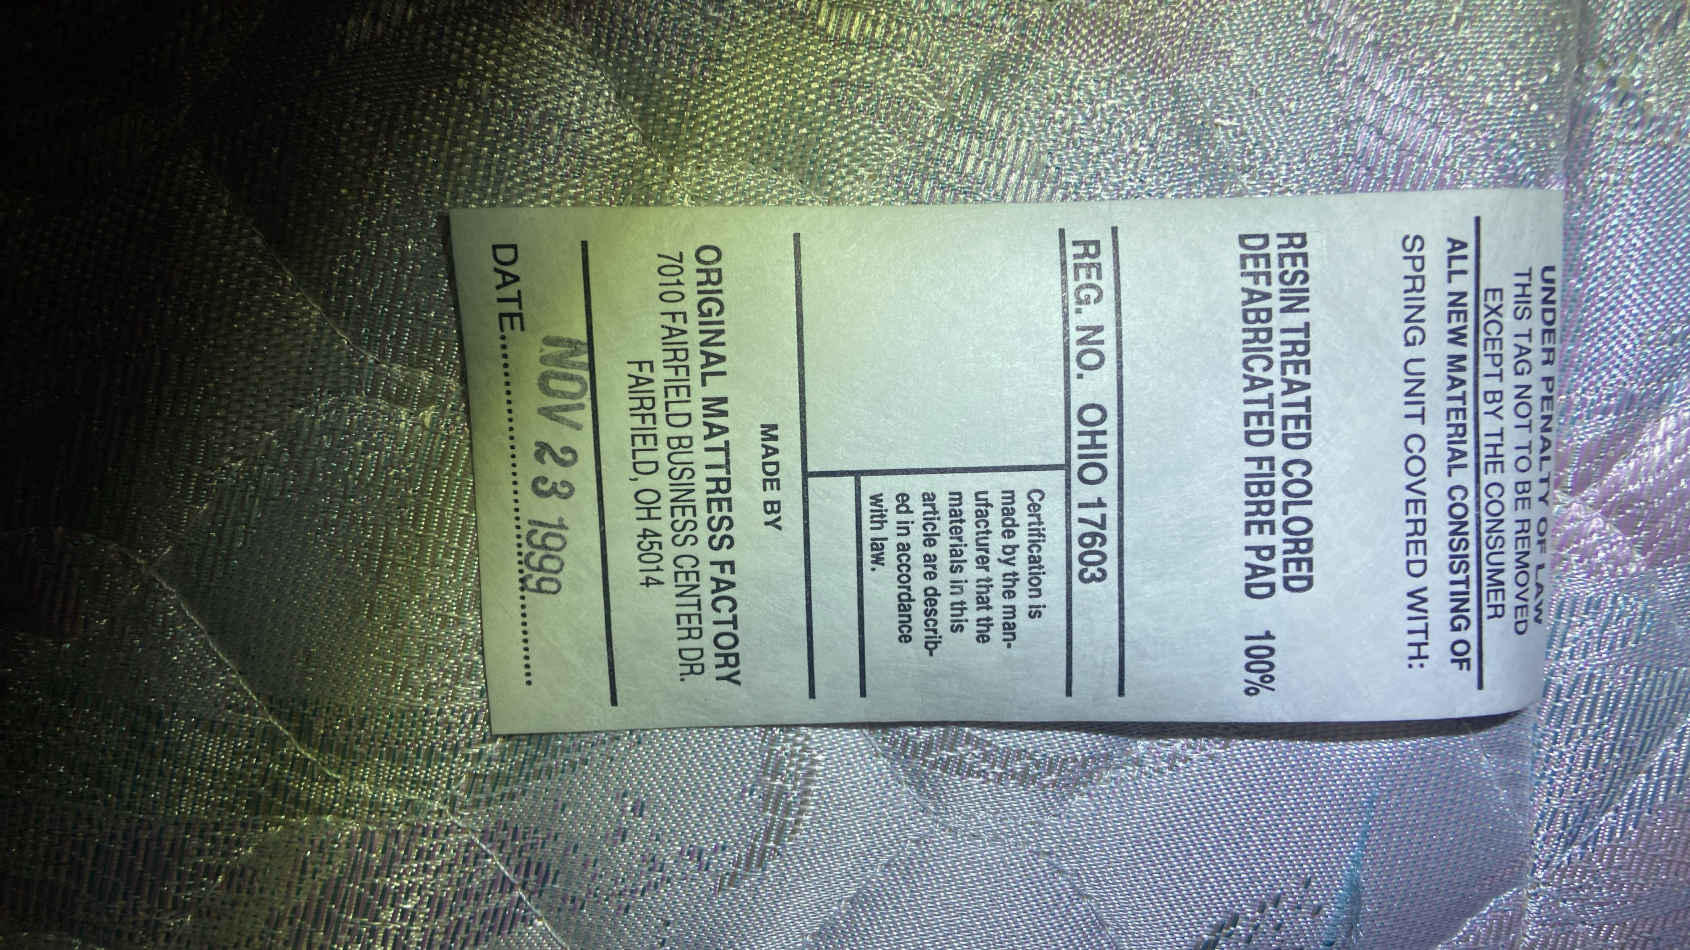 UNDER PENALTY OF LAW
THIS TAG NOT TO BE REMOVED
EXCEPT BY THE CONSUMER
ALL NEW MATERIAL CONSISTING OF
SPRING UNIT COVERED WITH:
RESIN TREATED COLORED
DEFABRICATED FIBRE PAD 100%
REG. NO. OHIO 17603
Certification is
made by the man-
ufacturer that the
materials in this
article are describ-
ed in accordance
with law.
MADE BY
ORIGINAL MATTRESS FACTORY
7010 FAIRFIELD BUSINESS CENTER DR.
FAIRFIELD, OH 45014
NOV 23 1999
DATE........................................